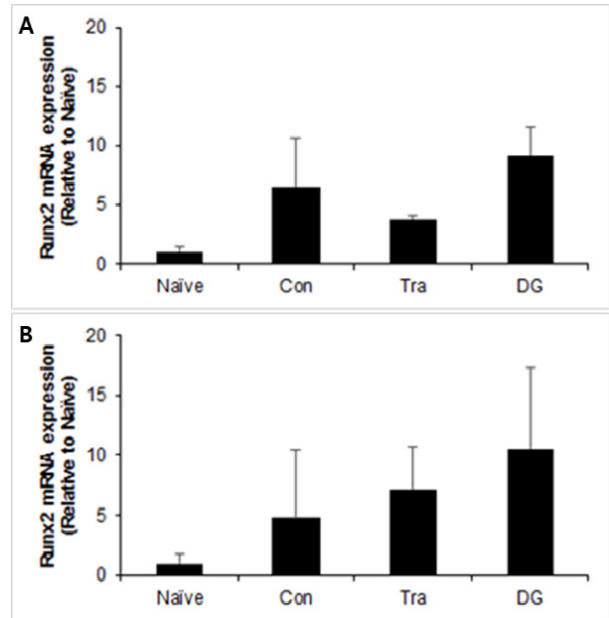 A
Runx2 mRNA expression
(Relative to Naïve)
20
15
10
5
0
Naïve Con Tra DG
B
Runx2 mRNA expression
(Relative to Naïve)
20
15
10
5
0
Naïve Con Tra DG